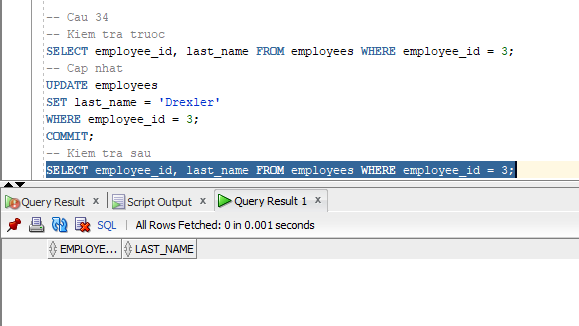 -- Cau 34
-- Kiem tra truoc
SELECT employee_id, last_name FROM employees WHERE employee_id = 3;
-- Cap nhat
UPDATE employees
SET last_name = 'Drexler'
WHERE employee_id = 3;
COMMIT;
-- Kiem tra sau
SELECT employee_id, last_name FROM employees WHERE employee_id = 3;
Query Result x Script Output x Query Result 1 x
SQL | All Rows Fetched: 0 in 0.001 seconds
EMPLOYE... LAST_NAME